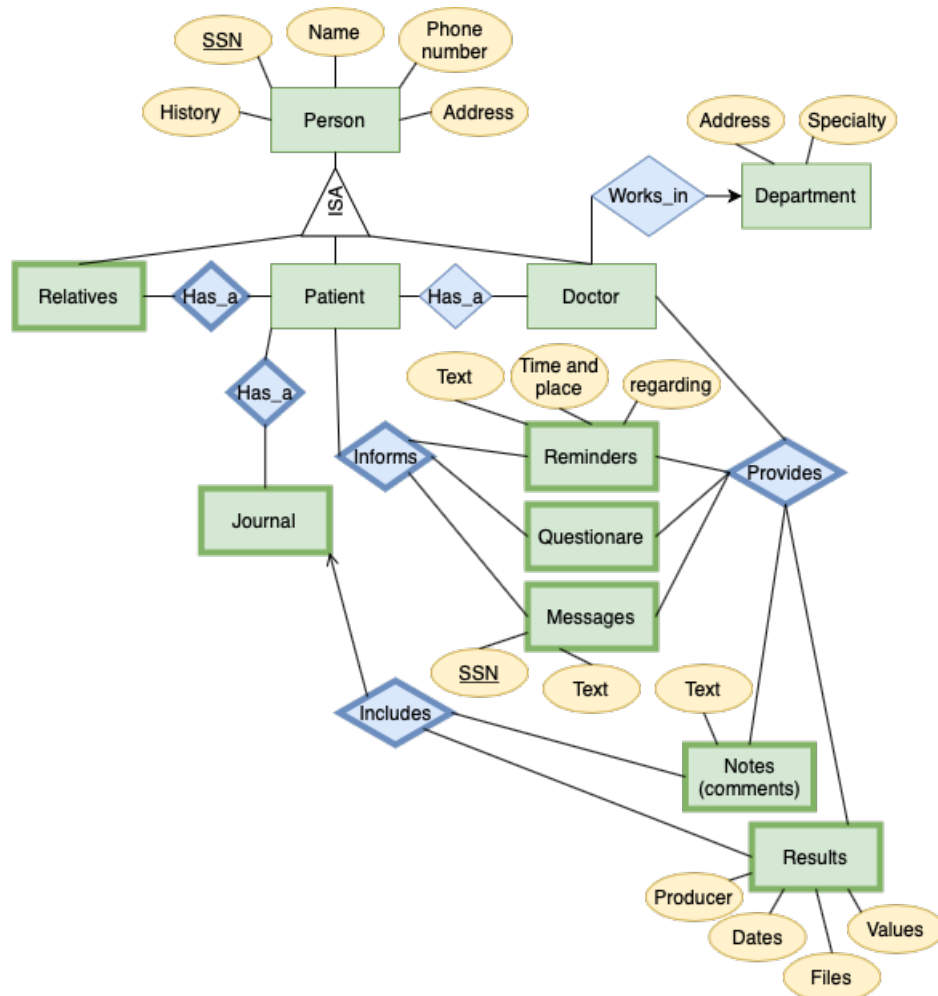 SSN
Name
Phone
number
History
Person
Address
Address
Specialty
ISA
Works_in
Department
Relatives
Has_a
Patient
Has_a
Doctor
Has_a
Text
Time and
place
regarding
Informs
Reminders
Provides
Journal
Questionare
Messages
SSN
Text
Text
Includes
Notes
(comments)
Results
Producer
Dates
Values
Files